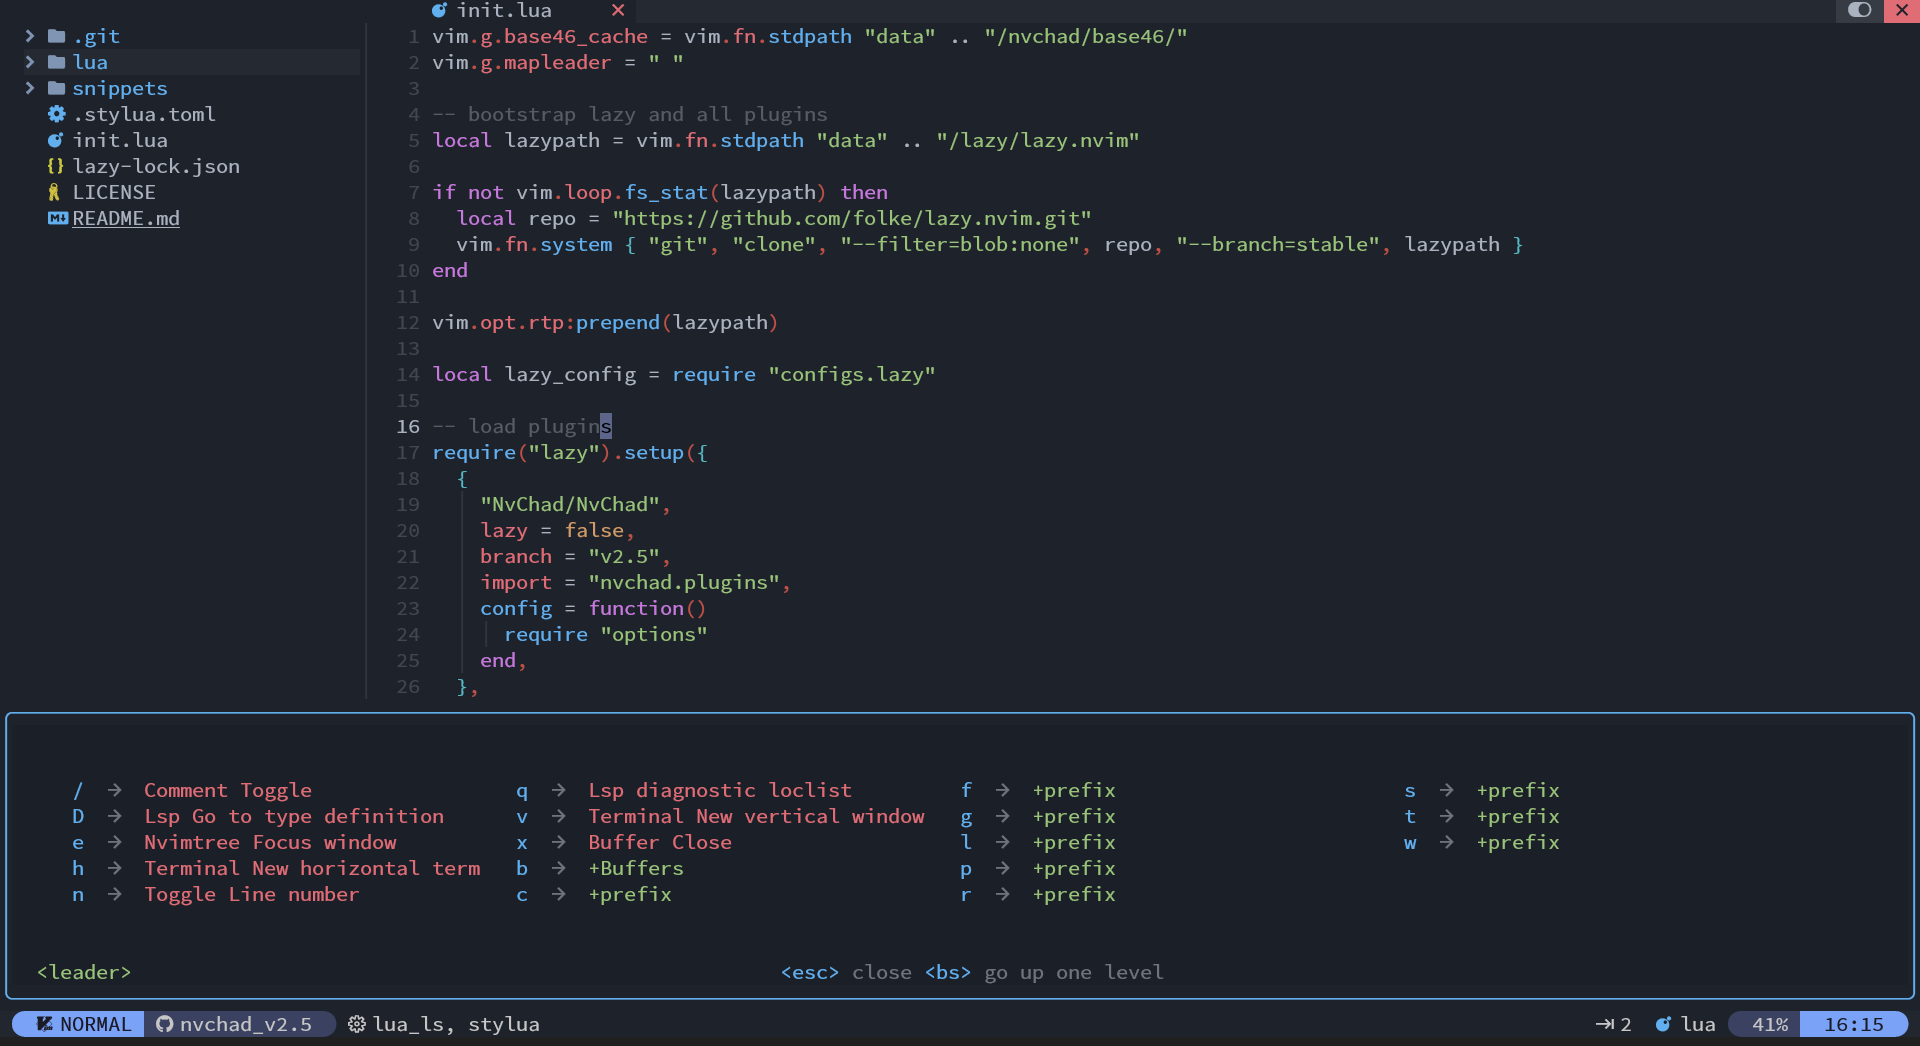 init.lua
.git
lua
snippets
.stylua.toml
init.lua
lazy-lock.json
LICENSE
README.md
1 vim.g.base46_cache = vim.fn.stdpath "data" .. "/nvchad/base46/"
2 vim.g.mapleader = " "
3
4 -- bootstrap lazy and all plugins
5 local lazypath = vim.fn.stdpath "data" .. "/lazy/lazy.nvim"
6
7 if not vim.loop.fs_stat(lazypath) then
8   local repo = "https://github.com/folke/lazy.nvim.git"
9   vim.fn.system { "git", "clone", "--filter=blob:none", repo, "--branch=stable", lazypath }
10 end
11
12 vim.opt.rtp:prepend(lazypath)
13
14 local lazy_config = require "configs.lazy"
15
16 -- load plugins
17 require("lazy").setup({
18   {
19     "NvChad/NvChad",
20     lazy = false,
21     branch = "v2.5",
22     import = "nvchad.plugins",
23     config = function()
24       require "options"
25     end,
26   },
/ → Comment Toggle q → Lsp diagnostic loclist f → +prefix s → +prefix
D → Lsp Go to type definition v → Terminal New vertical window g → +prefix t → +prefix
e → Nvimtree Focus window x → Buffer Close l → +prefix w → +prefix
h → Terminal New horizontal term b → +Buffers p → +prefix
n → Toggle Line number c → +prefix r → +prefix
<leader> <esc> close <bs> go up one level
NORMAL nvchad_v2.5 lua_ls, stylua 2 lua 41% 16:15